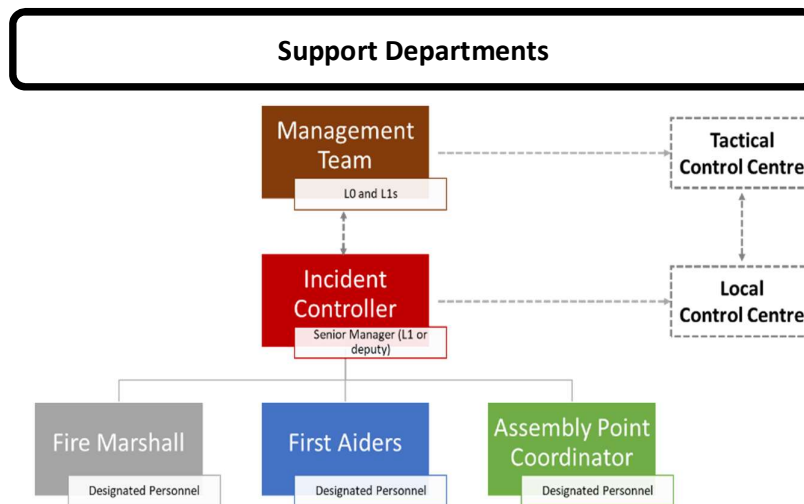 Support Departments
Management
Team
L0 and L1s
Tactical
Control Centre
Incident
Controller
Senior Manager (L1 or
deputy)
Local
Control Centre
Fire Marshall
Designated Personnel
First Aiders
Designated Personnel
Assembly Point
Coordinator
Designated Personnel